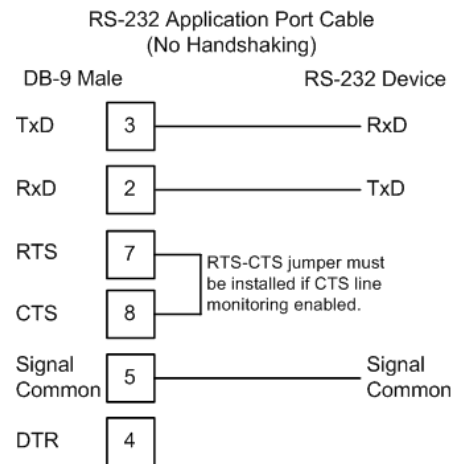 RS-232 Application Port Cable
(No Handshaking)
DB-9 Male
RS-232 Device
TxD 3 RxD
RxD 2 TxD
RTS 7
RTS-CTS jumper must
be installed if CTS line
monitoring enabled.
CTS 8
Signal
Common 5 Signal
Common
DTR 4